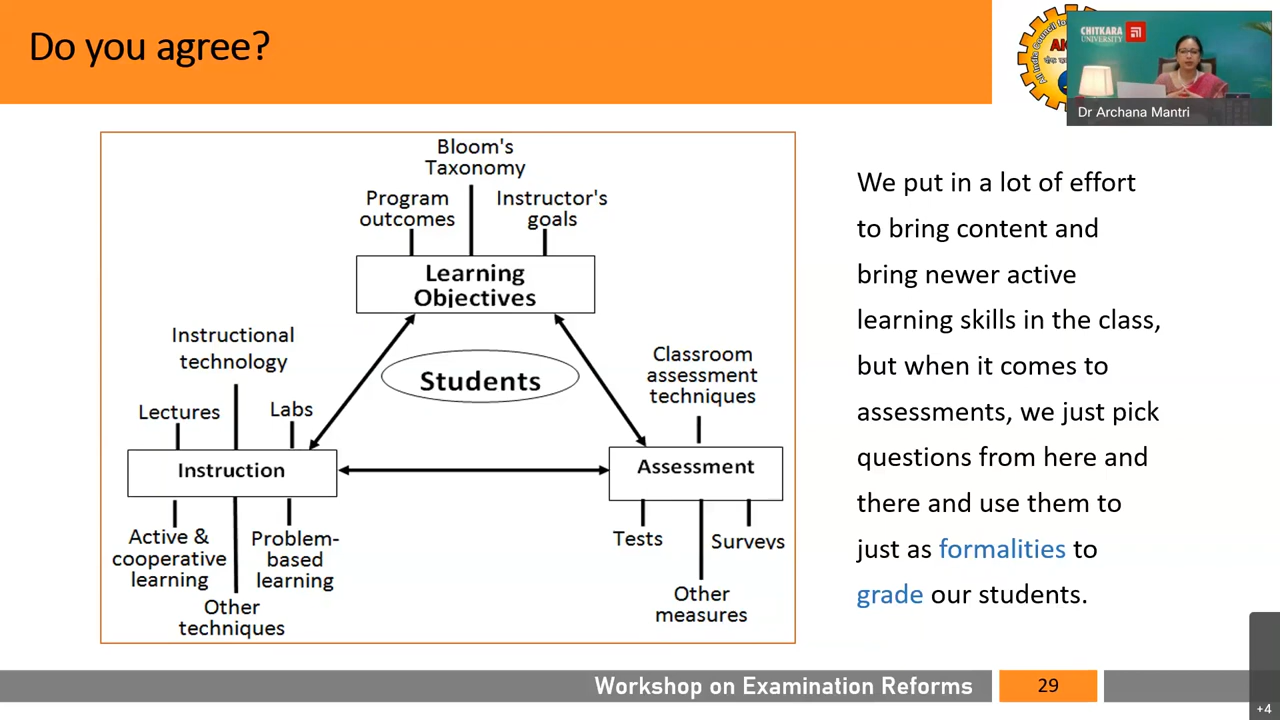 Do you agree?
All India Council for
CHITKARA
UNIVERSITY
Dr Archana Mantri
Bloom's
Taxonomy
Program
outcomes
Instructor's
goals
Learning
Objectives
Students
Instructional
technology
Lectures
Labs
Instruction
Active &
cooperative
learning
Problem-
based
learning
Other
techniques
Classroom
assessment
techniques
Assessment
Tests
Surveys
Other
measures
We put in a lot of effort
to bring content and
bring newer active
learning skills in the class,
but when it comes to
assessments, we just pick
questions from here and
there and use them to
just as formalities to
grade our students.
Workshop on Examination Reforms
29
+4